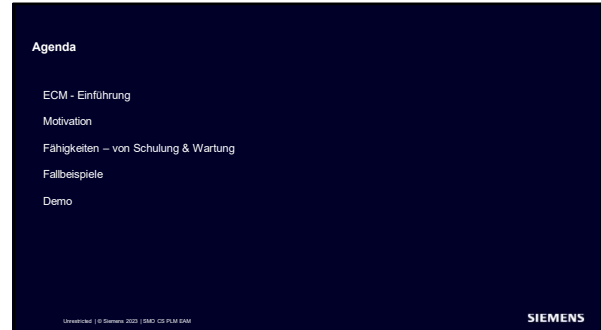 Agenda
ECM - Einführung
Motivation
Fähigkeiten – von Schulung & Wartung
Fallbeispiele
Demo
Unrestricted | © Siemens 2023 | SMO CS PLM EAM
SIEMENS